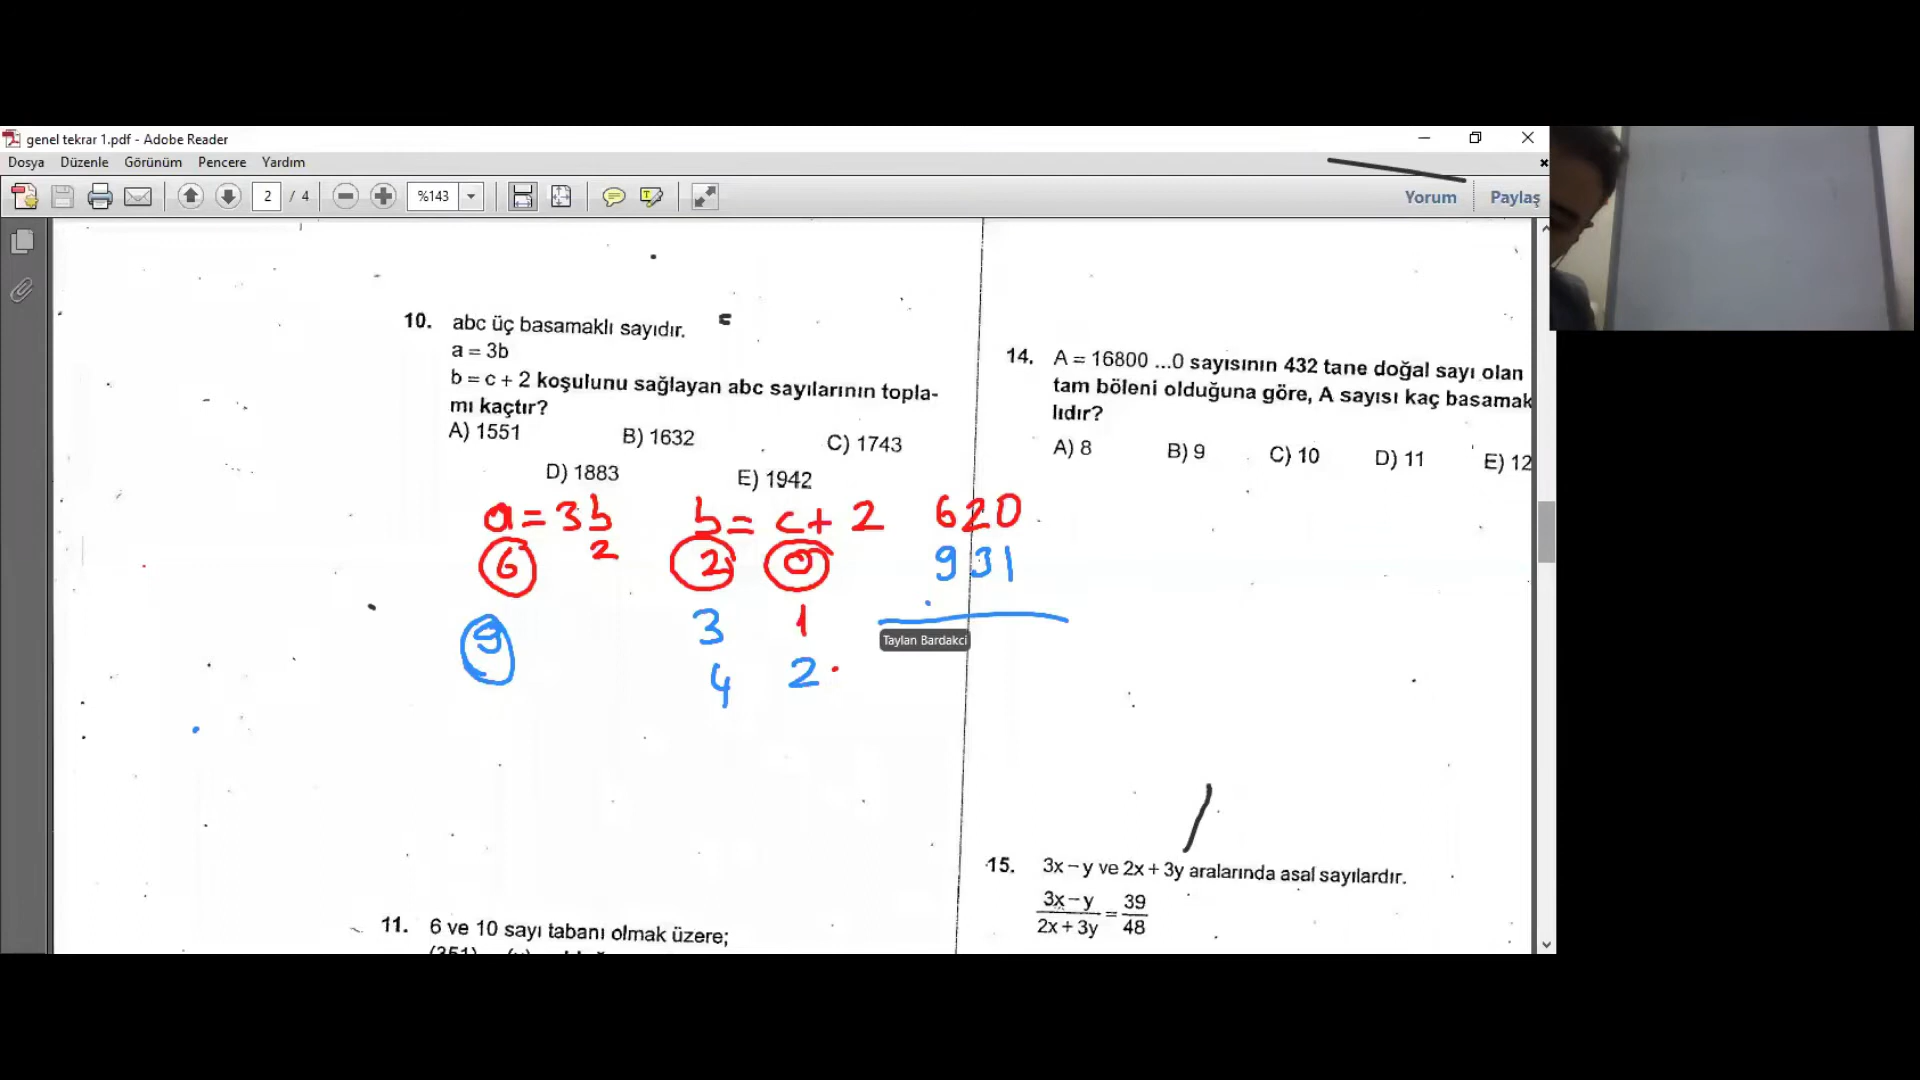 genel tekrar 1.pdf - Adobe Reader
Dosya Düzenle Görünüm Pencere Yardım
2 / 4 %143 Yorum Paylaş
10. abc üç basamaklı sayıdır.
a = 3b
b = c + 2 koşulunu sağlayan abc sayılarının topla-
mı kaçtır?
A) 1551 B) 1632 C) 1743
D) 1883 E) 1942
a = 3b b = c + 2 620
6 2 2 0 931
9 3 1
4 2
Taylan Bardakci
11. 6 ve 10 sayı tabanı olmak üzere;
14. A = 16800 ...0 sayısının 432 tane doğal sayı olan
tam böleni olduğuna göre, A sayısı kaç basamak
lıdır?
A) 8 B) 9 C) 10 D) 11 E) 12
15. 3x – y ve 2x + 3y aralarında asal sayılardır.
3x – y / 2x + 3y = 39 / 48